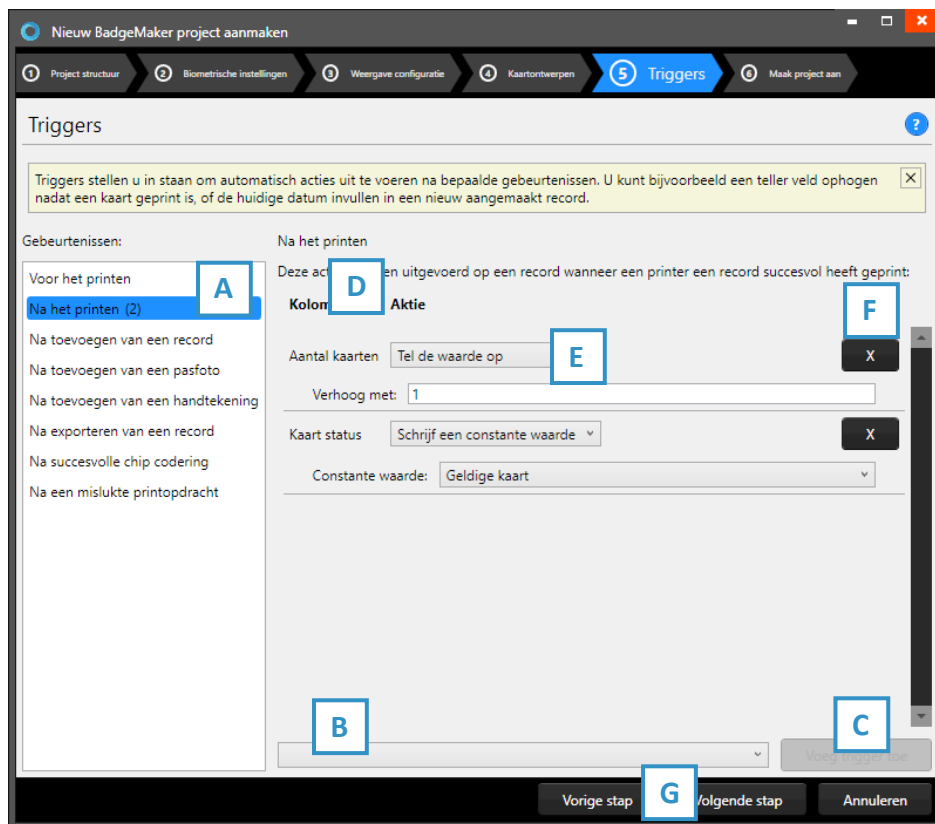 Nieuw BadgeMaker project aanmaken
1 Project structuur
2 Biometrische instellingen
3 Weergave configuratie
4 Kaartontwerpen
5 Triggers
6 Maak project aan
Triggers
?
Triggers stellen u in staan om automatisch acties uit te voeren na bepaalde gebeurtenissen. U kunt bijvoorbeeld een teller veld ophogen
nadat een kaart geprint is, of de huidige datum invullen in een nieuw aangemaakt record.
Gebeurtenissen:
Voor het printen
A
Na het printen (2)
Na toevoegen van een record
Na toevoegen van een pasfoto
Na toevoegen van een handtekening
Na exporteren van een record
Na succesvolle chip codering
Na een mislukte printopdracht
Na het printen
Deze uitgevoerd op een record wanneer een printer een record succesvol heeft geprint:
D
Aktie
F
Aantal kaarten Tel de waarde op
E
X
Verhoog met: 1
Kaart status Schrijf een constante waarde
X
Constante waarde: Geldige kaart
B
C
Voeg trigger toe
Vorige stap
G
Volgende stap
Annuleren